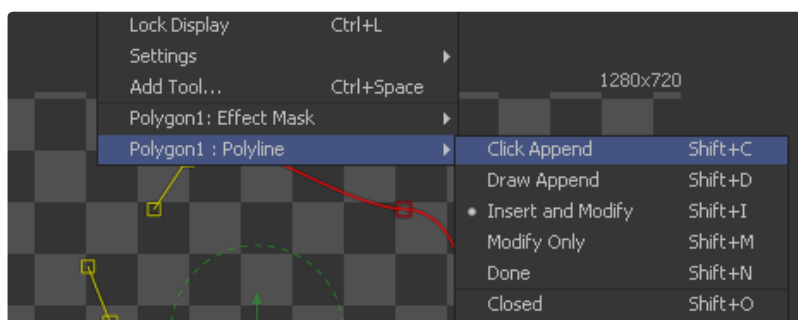 Lock Display Ctrl+L
Settings
Add Tool... Ctrl+Space
1280x720
Polygon1: Effect Mask
Polygon1 : Polyline
Click Append Shift+C
Draw Append Shift+D
Insert and Modify Shift+I
Modify Only Shift+M
Done Shift+N
Closed Shift+O